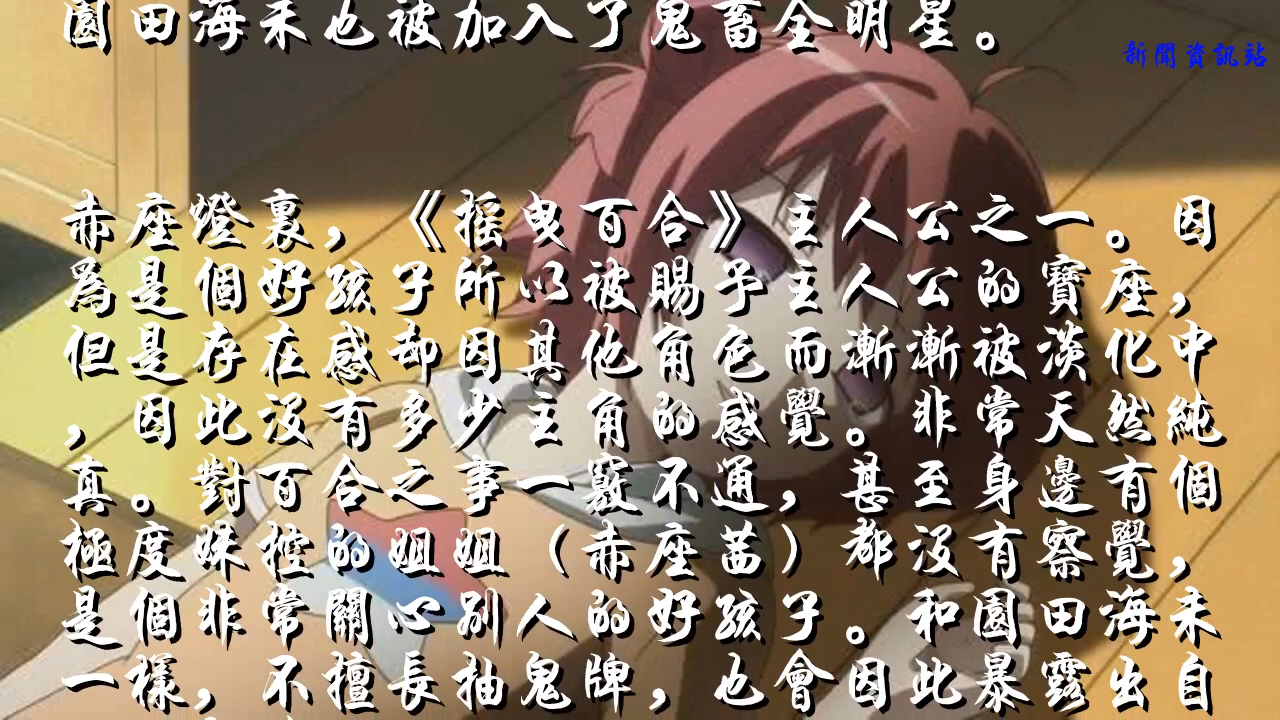 園田海未也被加入了鬼畜全明星。
新聞資訊站
赤座燈裏，《搖曳百合》主人公之一。因
為是個好孩子所以被賜予主人公的寶座，
但是存在感却因其他角色而漸漸被淡化中
，因此沒有多少主角的感覺。非常天然純
真。對百合之事一竅不通，甚至身邊有個
極度妹控的姐姐（赤座茜）都沒有察覺，
是個非常關心別人的好孩子。和園田海未
一樣，不擅長抽鬼牌，也會因此暴露出自